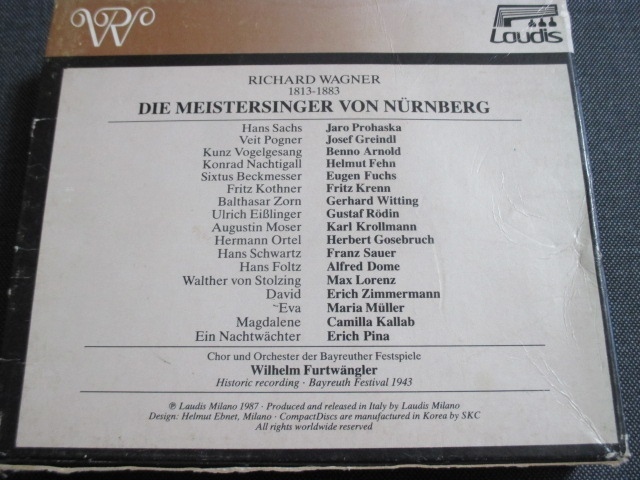 W
Laudis
RICHARD WAGNER
1813-1883
DIE MEISTERSINGER VON NÜRNBERG
Hans Sachs Jaro Prohaska
Veit Pogner Josef Greindl
Kunz Vogelgesang Benno Arnold
Konrad Nachtigall Helmut Fehn
Sixtus Beckmesser Eugen Fuchs
Fritz Kothner Fritz Krenn
Balthasar Zorn Gerhard Witting
Ulrich Eißlinger Gustaf Rödin
Augustin Moser Karl Krollmann
Hermann Ortel Herbert Gosebruch
Hans Schwartz Franz Sauer
Hans Foltz Alfred Dome
Walther von Stolzing Max Lorenz
David Erich Zimmermann
Eva Maria Müller
Magdalene Camilla Kallab
Ein Nachtwächter Erich Pina
Chor und Orchester der Bayreuther Festspiele
Wilhelm Furtwängler
Historic recording · Bayreuth Festival 1943
℗ Laudis Milano 1987 · Produced and released in Italy by Laudis Milano
Design: Helmut Ebnet, Milano · CompactDiscs are manufactured in Korea by SKC
All rights worldwide reserved